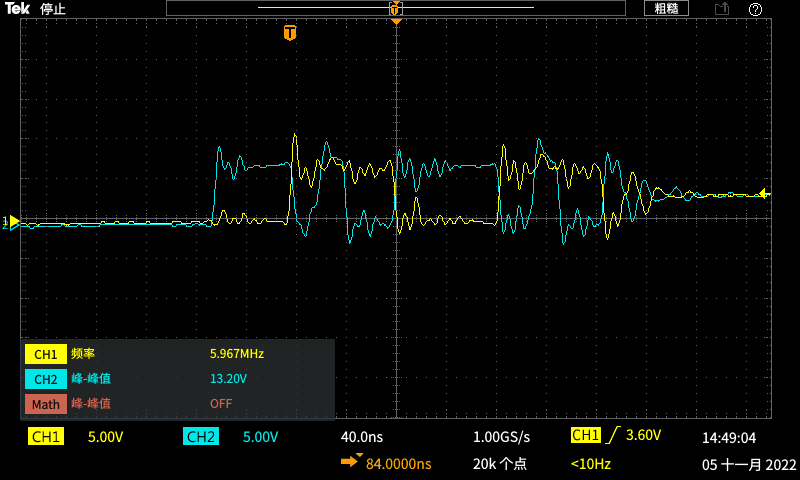 Tek 停止 T 粗糙 ?
T
1
2
CH1 频率 5.967MHz
CH2 峰-峰值 13.20V
Math 峰-峰值 OFF
CH1 5.00V CH2 5.00V 40.0ns 1.00GS/s CH1 3.60V 14:49:04
84.0000ns 20k 个点 <10Hz 05 十一月 2022